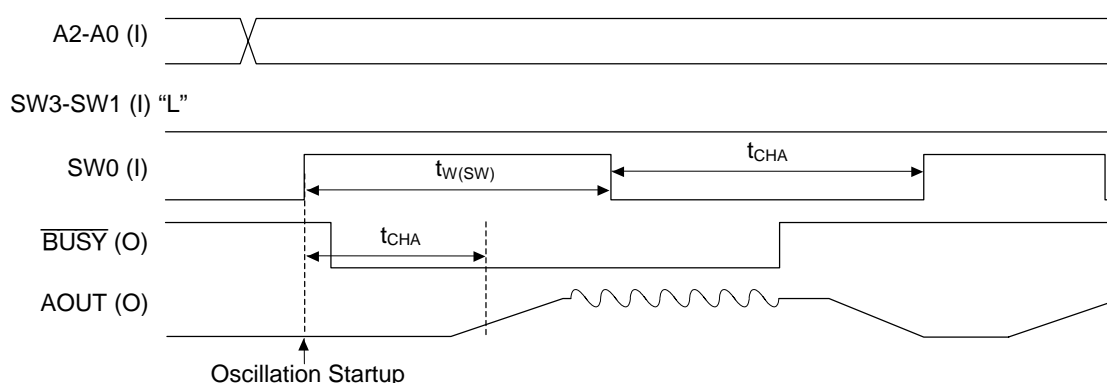 A2-A0 (I)
SW3-SW1 (I) “L”
SW0 (I)
tW(SW)
tCHA
BUSY (O)
tCHA
AOUT (O)
Oscillation Startup